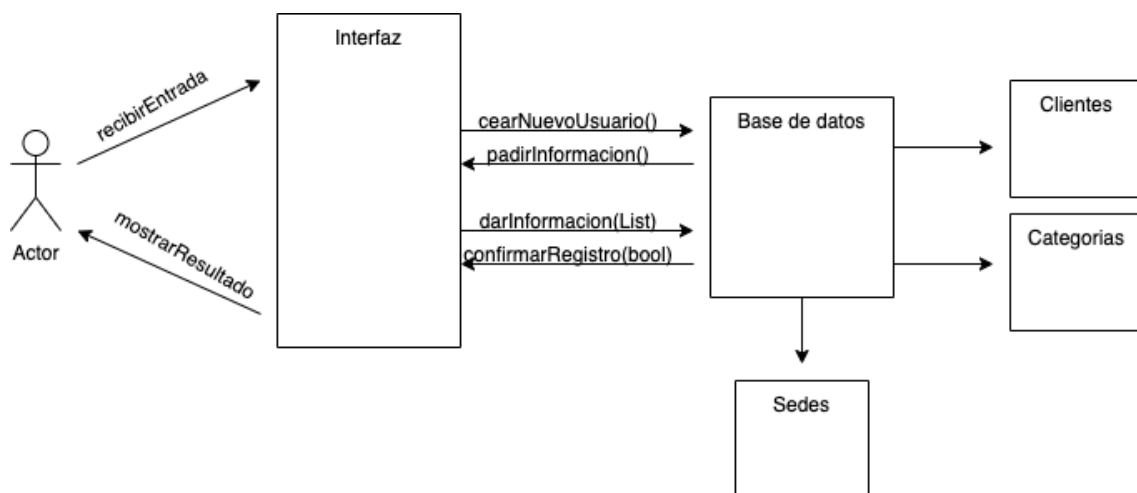 Interfaz
recibirEntrada
Clientes
cearNuevoUsuario()
Base de datos
padirInformacion()
darInformacion(List)
Categorias
mostrarResultado
Actor
confirmarRegistro(bool)
Sedes